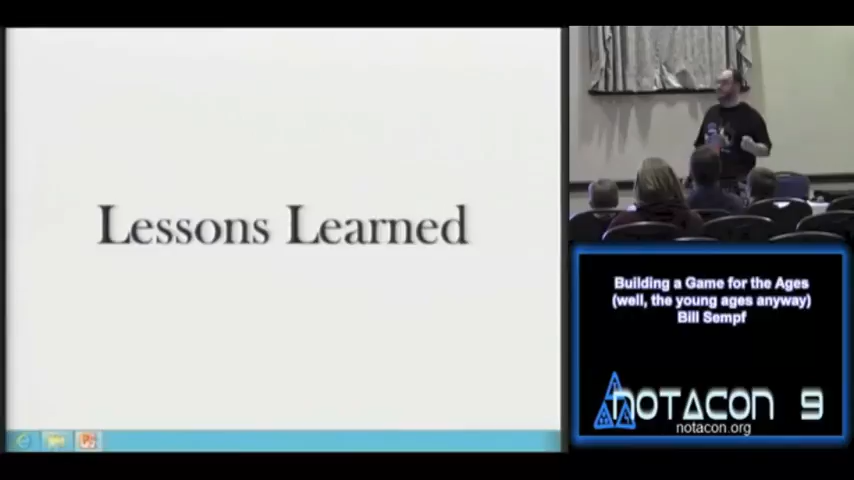 Lessons Learned
Building a Game for the Ages
(well, the young ages anyway)
Bill Sempf
NOTACON 9
notacon.org